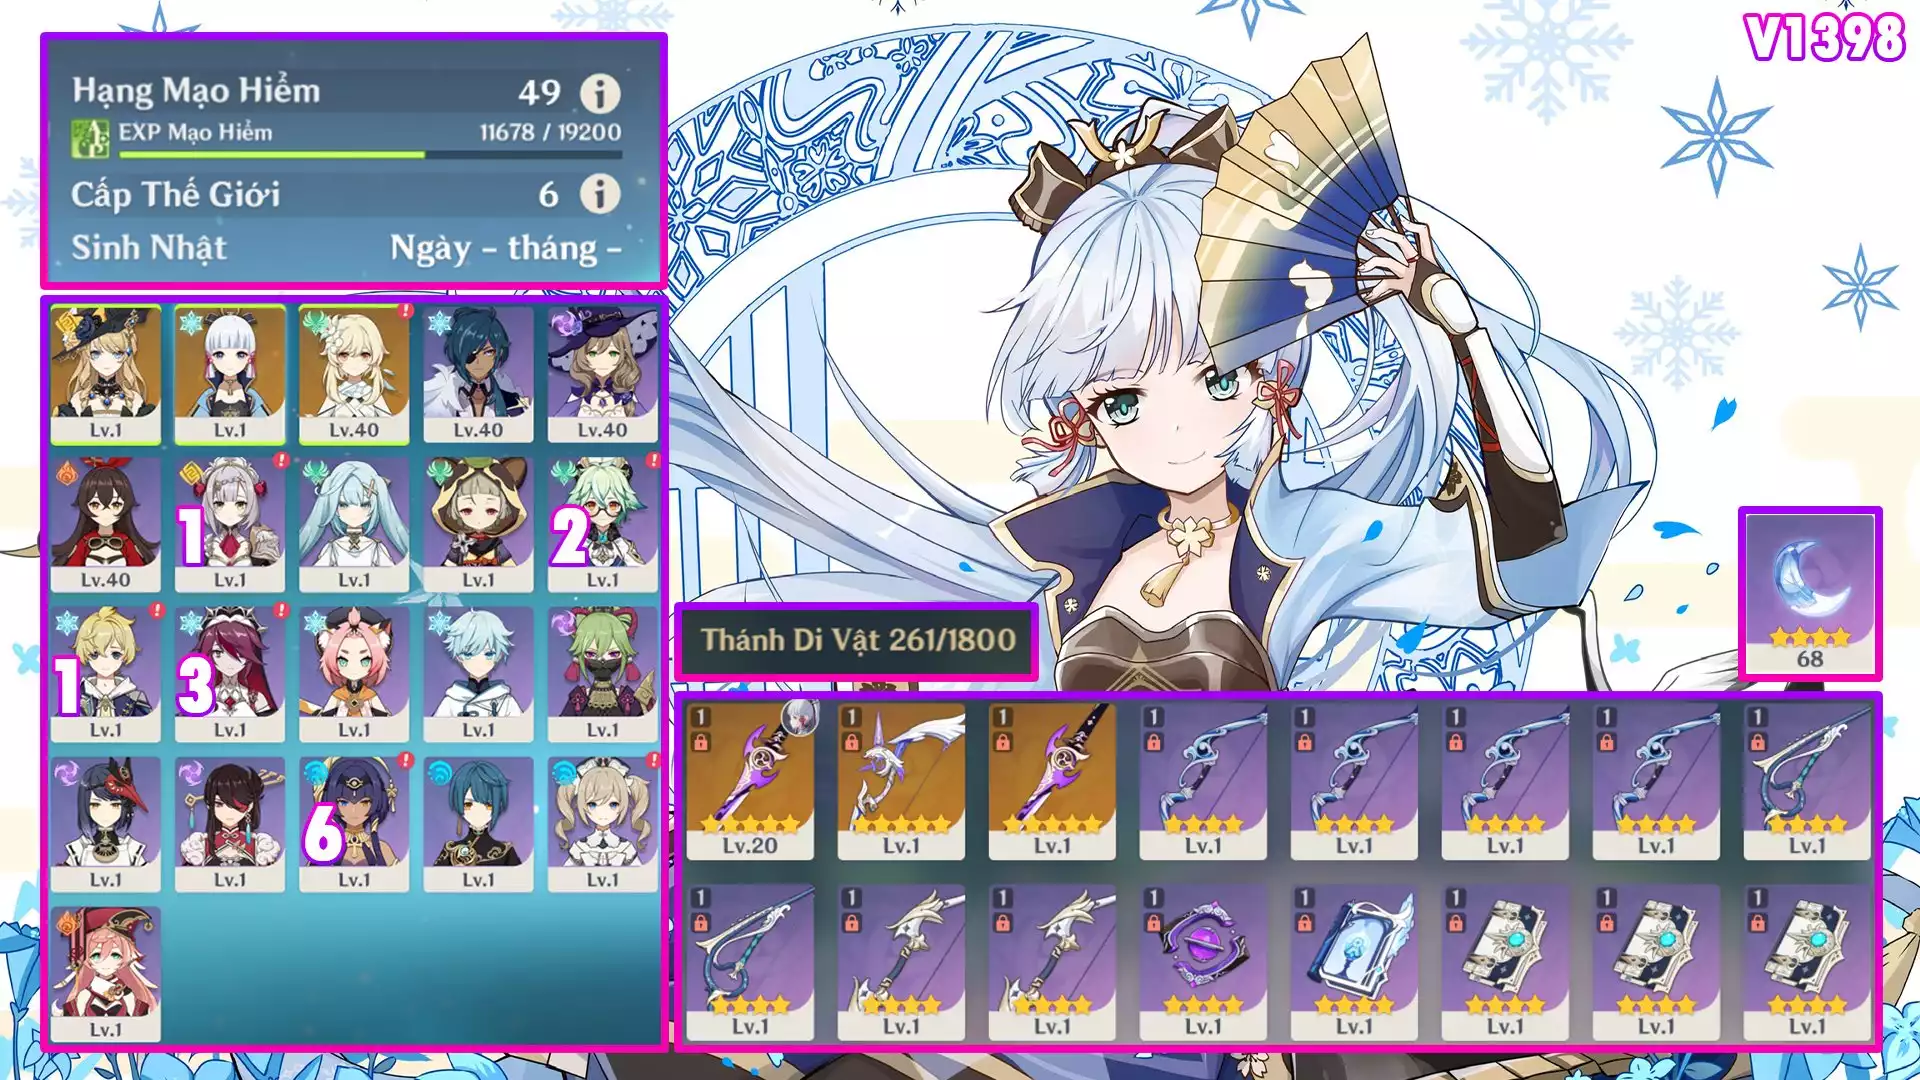 V1398
Hạng Mạo Hiểm 49
EXP Mạo Hiểm 11678 / 19200
Cấp Thế Giới 6
Sinh Nhật Ngày - tháng -
Lv.1 Lv.1 Lv.40 Lv.40 Lv.40
1 2
Lv.40 Lv.1 Lv.1 Lv.1 Lv.1
1 3
Lv.1 Lv.1 Lv.1 Lv.1 Lv.1
6
Lv.1 Lv.1 Lv.1 Lv.1 Lv.1
Lv.1
Thánh Di Vật 261/1800
68
1 1 1 1 1 1 1 1
Lv.20 Lv.1 Lv.1 Lv.1 Lv.1 Lv.1 Lv.1 Lv.1
1 1 1 1 1 1 1 1
Lv.1 Lv.1 Lv.1 Lv.1 Lv.1 Lv.1 Lv.1 Lv.1